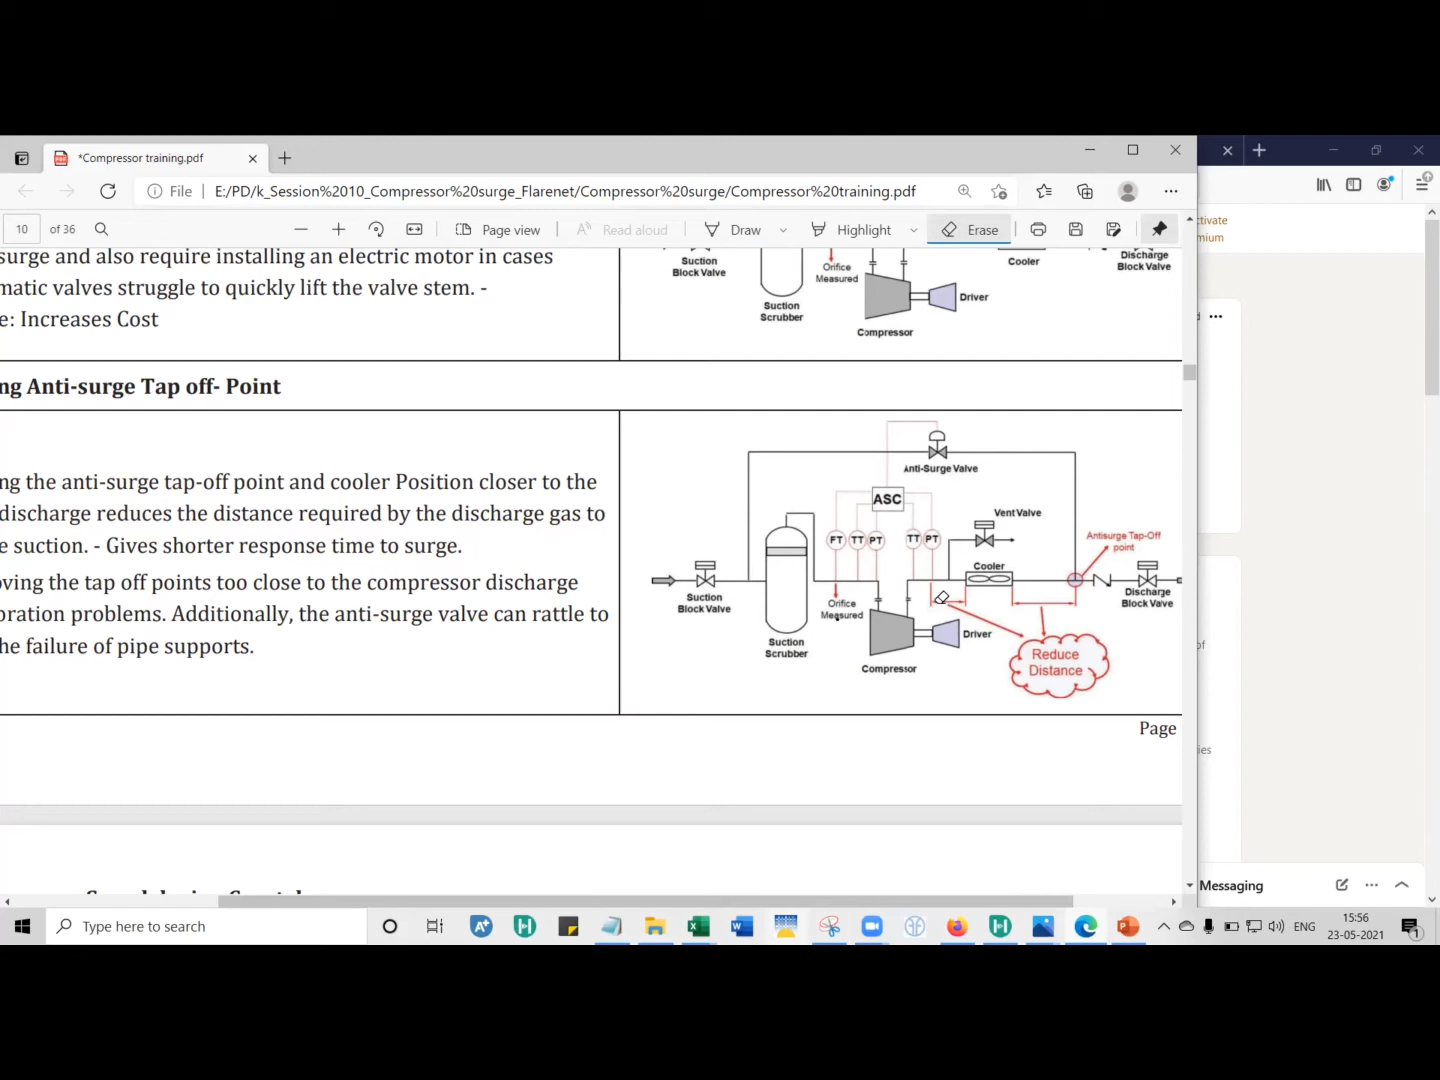 *Compressor training.pdf
File
E:/PD/k_Session%2010_Compressor%20surge_Flarenet/Compressor%20surge/Compressor%20training.pdf
10 of 36
Page view
Read aloud
Draw
Highlight
Erase
surge and also require installing an electric motor in cases
matic valves struggle to quickly lift the valve stem. -
e: Increases Cost
Suction
Block Valve
Suction
Scrubber
Orifice
Measured
Compressor
Driver
Cooler
Discharge
Block Valve
ng Anti-surge Tap off- Point
ng the anti-surge tap-off point and cooler Position closer to the
discharge reduces the distance required by the discharge gas to
e suction. - Gives shorter response time to surge.
oving the tap off points too close to the compressor discharge
bration problems. Additionally, the anti-surge valve can rattle to
he failure of pipe supports.
Anti-Surge Valve
ASC
Vent Valve
FT TT PT TT PT
Antisurge Tap-Off
point
Cooler
Suction
Block Valve
Orifice
Measured
Discharge
Block Valve
Suction
Scrubber
Driver
Compressor
Reduce
Distance
Page
tivate
mium
of
ies
Messaging
Type here to search
ENG
15:56
23-05-2021
1